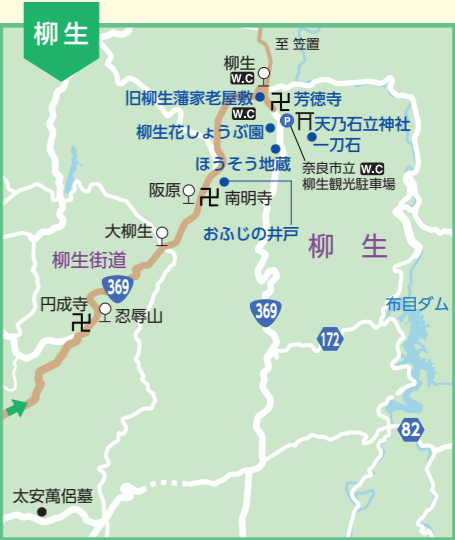 柳生
至 笠置
柳生
W.C
旧柳生藩家老屋敷
芳徳寺
W.C
P
天乃石立神社
柳生花しょうぶ園
一刀石
ほうそう地蔵
奈良市立 W.C
柳生観光駐車場
阪原
南明寺
大柳生
おふじの井戸
柳生
柳生街道
369
円成寺
忍辱山
369
布目ダム
172
82
太安萬侶墓